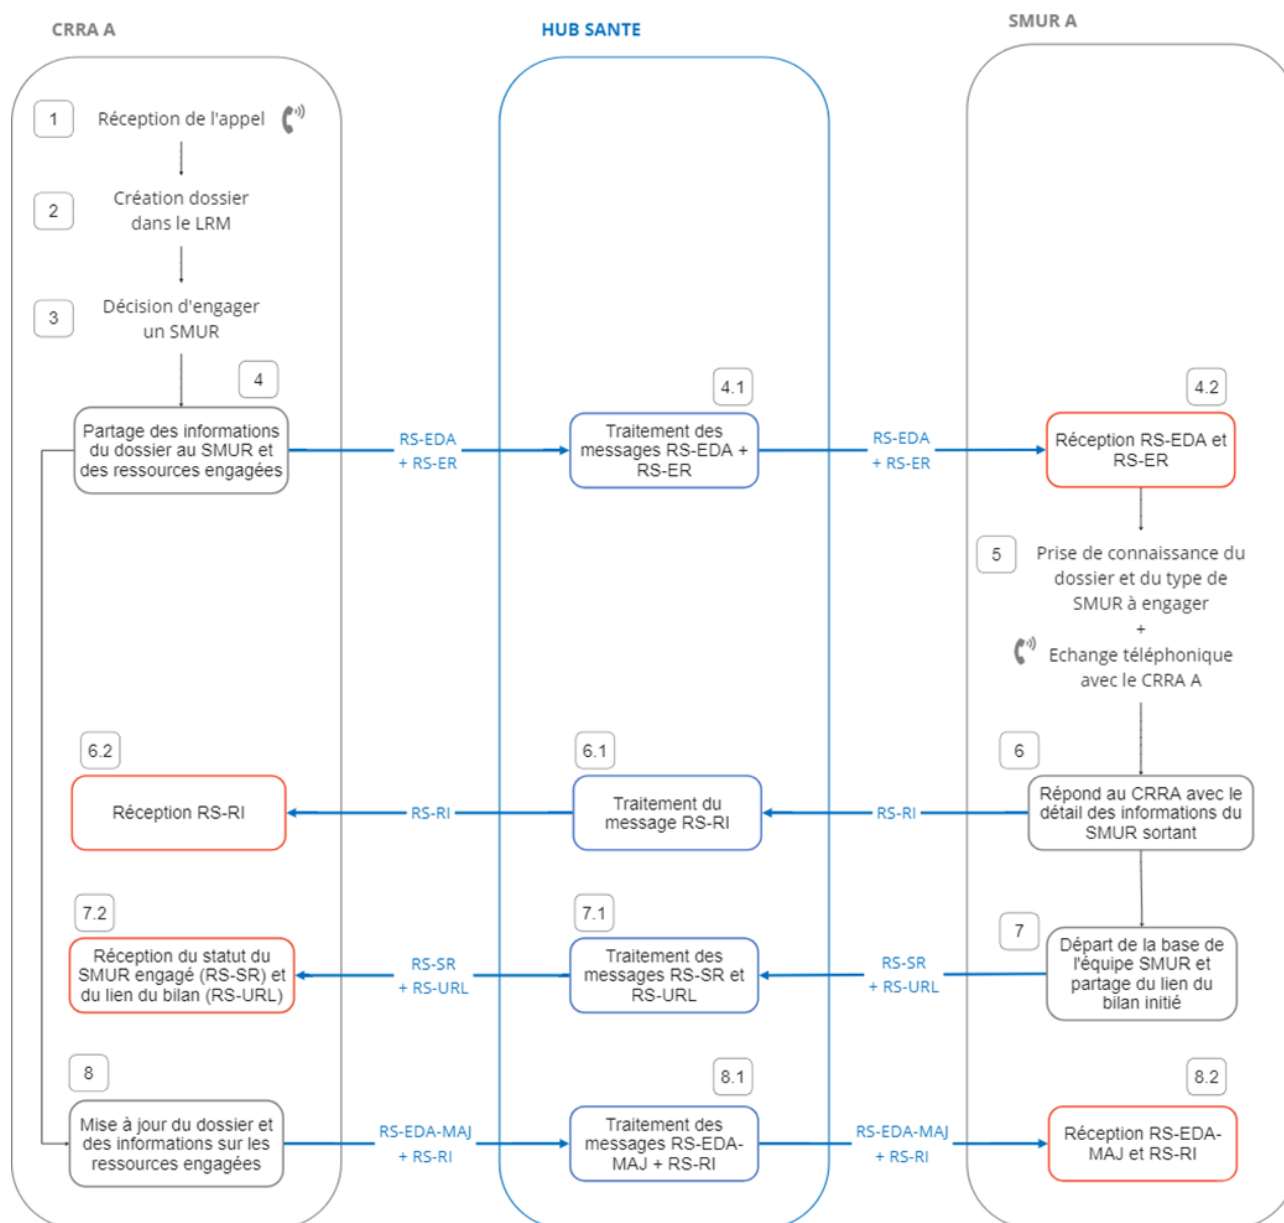 CRRA A
HUB SANTE
SMUR A
1
Réception de l'appel
2
Création dossier
dans le LRM
3
Décision d'engager
un SMUR
4
Partage des informations
du dossier au SMUR et
des ressources engagées
RS-EDA
+ RS-ER
4.1
Traitement des
messages RS-EDA +
RS-ER
RS-EDA
+ RS-ER
4.2
Réception RS-EDA et
RS-ER
5
Prise de connaissance du
dossier et du type de
SMUR à engager
+
Echange téléphonique
avec le CRRA A
6
Répond au CRRA avec le
détail des informations du
SMUR sortant
RS-RI
6.1
Traitement du
message RS-RI
RS-RI
6.2
Réception RS-RI
7
Départ de la base de
l'équipe SMUR et
partage du lien du
bilan initié
RS-SR
+ RS-URL
7.1
Traitement des
messages RS-SR et
RS-URL
RS-SR
+ RS-URL
7.2
Réception du statut du
SMUR engagé (RS-SR) et
du lien du bilan (RS-URL)
8
Mise à jour du dossier et
des informations sur les
ressources engagées
RS-EDA-MAJ
+ RS-RI
8.1
Traitement des
messages RS-EDA-
MAJ + RS-RI
RS-EDA-MAJ
+ RS-RI
8.2
Réception RS-EDA-
MAJ et RS-RI